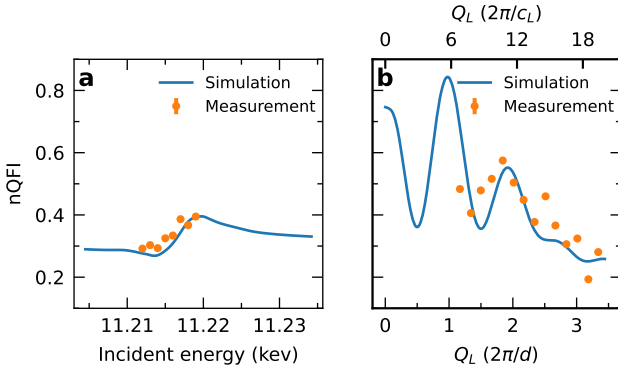 Q_L (2π/c_L)
0 6 12 18
a
Simulation
Measurement
b
Simulation
Measurement
nQFI
0.8
0.6
0.4
0.2
11.21 11.22 11.23
Incident energy (kev)
0 1 2 3
Q_L (2π/d)